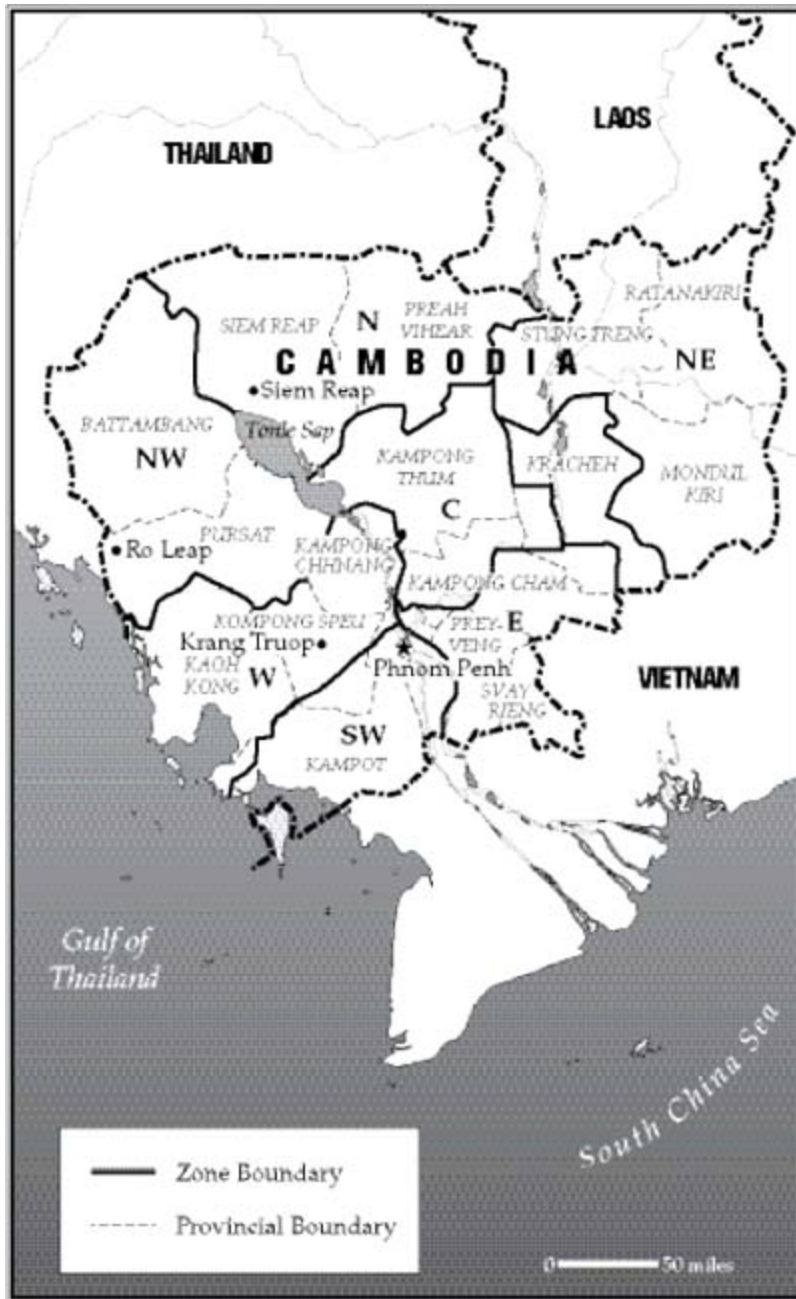 LAOS
THAILAND
RATANAKIRI
PREAH
VIHEAR
SIEM REAP
N
STUNG TRENG
CAMBODIA
NE
Siem Reap
BATTAMBANG
Tonle Sap
NW
KAMPONG
THUM
KRACHEH
MONDUL
KIRI
C
PURSAT
Ro Leap
KAMPONG
CHHNANG
KAMPONG CHAM
KOMPONG SPEU
PREY-
VENG
E
Krang Truop
Phnom Penh
KAOH
KONG
W
VIETNAM
SVAY
RIENG
SW
KAMPOT
Gulf of
Thailand
South China Sea
Zone Boundary
Provincial Boundary
0 50 miles